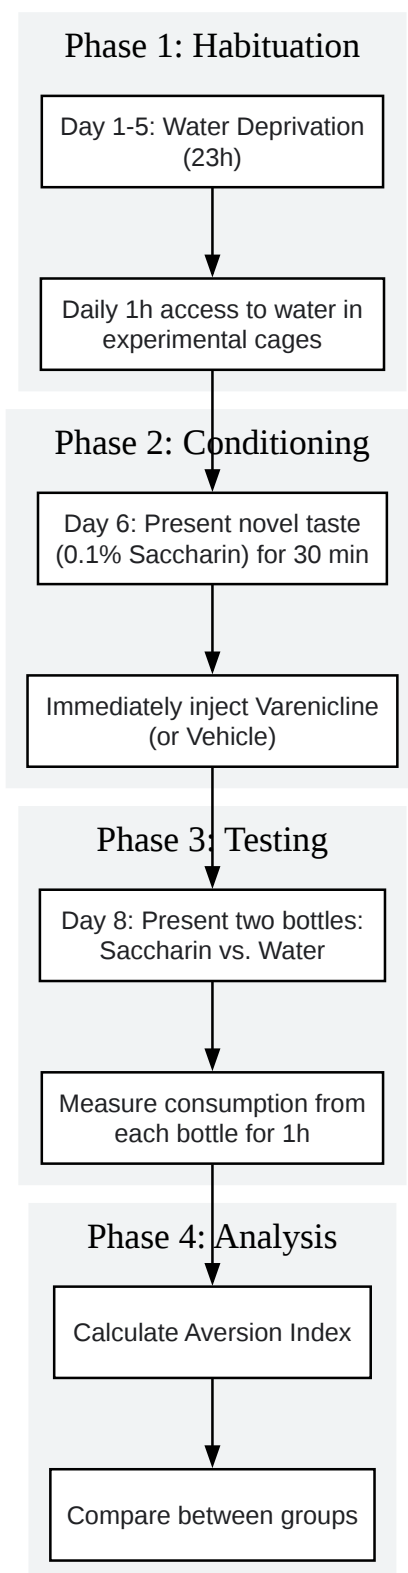 Phase 1: Habituation
Day 1-5: Water Deprivation
(23h)
Daily 1h access to water in
experimental cages
Phase 2: Conditioning
Day 6: Present novel taste
(0.1% Saccharin) for 30 min
Immediately inject Varenicline
(or Vehicle)
Phase 3: Testing
Day 8: Present two bottles:
Saccharin vs. Water
Measure consumption from
each bottle for 1h
Phase 4: Analysis
Calculate Aversion Index
Compare between groups